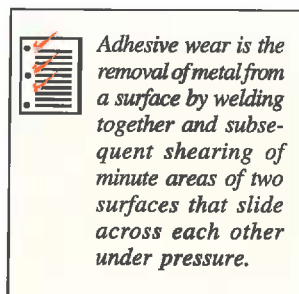 Adhesive wear is the
removal of metal from
a surface by welding
together and subse-
quent shearing of
minute areas of two
surfaces that slide
across each other
under pressure.